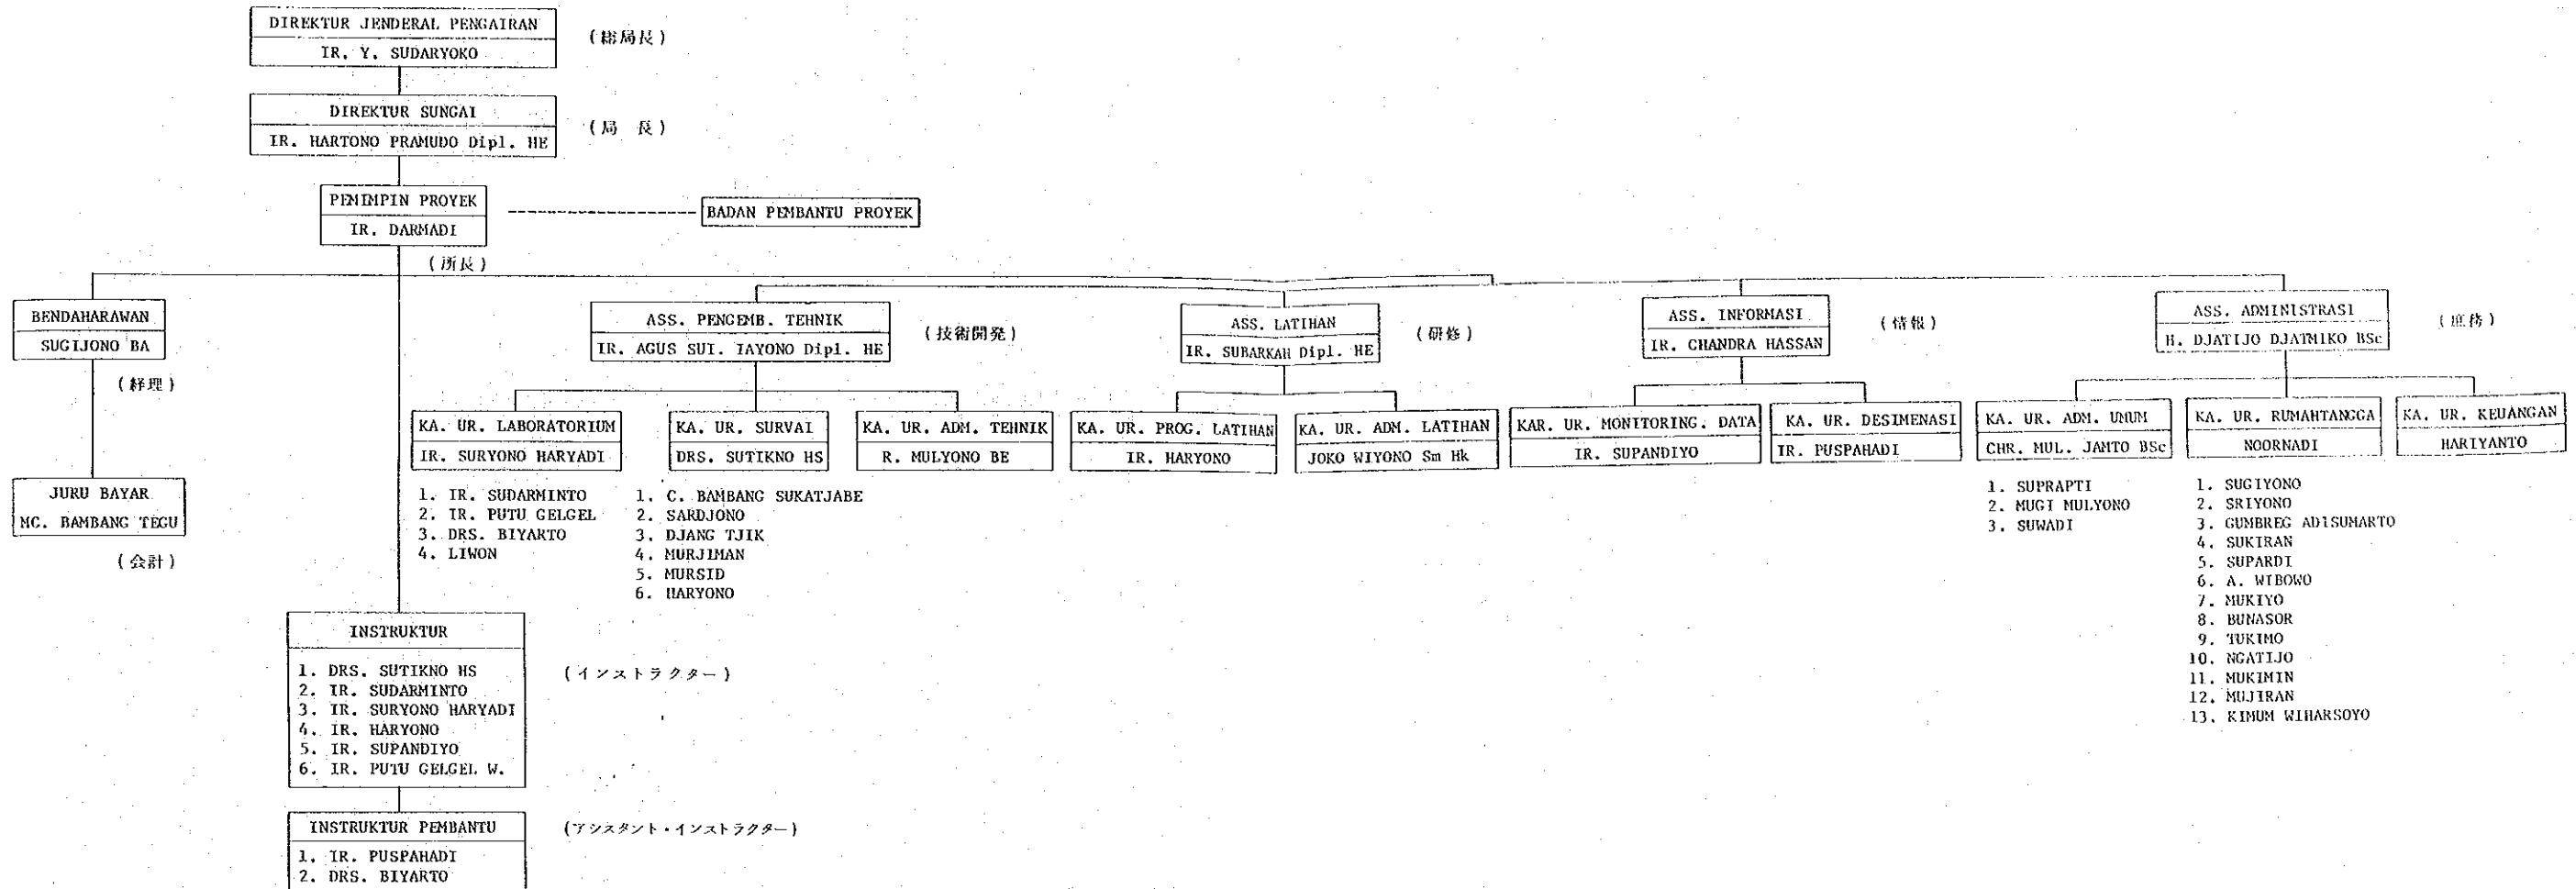 DIREKTUR JENDERAL PENGAIRAN
IR. Y. SUDARYOKO
(総局長)
DIREKTUR SUNGAI
IR. HARTONO PRAMUDO Dipl. HE
(局 長)
PEMIMPIN PROYEK
IR. DARMADI
(所長)
BADAN PEMBANTU PROYEK
BENDAHARAWAN
SUGIJONO BA
(経理)
JURU BAYAR
MC. BAMBANG TEGU
(会計)
ASS. PENGEMB. TEHNIK
IR. AGUS SUT. TAYONO Dipl. HE
(技術開発)
KA. UR. LABORATORIUM
IR. SURYONO HARYADI
1. IR. SUDARMINTO
2. IR. PUTU GELGEL
3. DRS. BIYARTO
4. LIWON
KA. UR. SURVAI
DRS. SUTIKNO HS
1. C. BAMBANG SUKATJABE
2. SARDJONO
3. DJANG TJIK
4. MURJIMAN
5. MURSID
6. HARYONO
KA. UR. ADM. TEHNIK
R. MULYONO BE
ASS. LATIHAN
IR. SUBARKAH Dipl. HE
(研修)
KA. UR. PROG. LATIHAN
IR. HARYONO
KA. UR. ADM. LATIHAN
JOKO WIYONO Sm Hk
ASS. INFORMASI
IR. CHANDRA HASSAN
(情報)
KAR. UR. MONITORING. DATA
IR. SUPANDIYO
KA. UR. DESIMENASI
IR. PUSPAHADI
ASS. ADMINISTRASI
H. DJATIJO DJATMIKO BSc
(庶務)
KA. UR. ADM. UMUM
CHR. MUL. JAMTO BSc
1. SUPRAPTI
2. MUGI MULYONO
3. SUWADI
KA. UR. RUMAHTANGGA
NOORNADI
1. SUGIYONO
2. SRIYONO
3. GUMBREG ADISUMARTO
4. SUKIRAN
5. SUPARDI
6. A. WIBOWO
7. MUKIYO
8. BUNASOR
9. TUKIMO
10. NGATIJO
11. MUKIMIN
12. MUJIRAN
13. KIMUM WIHARSOYO
KA. UR. KEUANGAN
HARIYANTO
INSTRUKTUR
1. DRS. SUTIKNO HS
2. IR. SUDARMINTO
3. IR. SURYONO HARYADI
4. IR. HARYONO
5. IR. SUPANDIYO
6. IR. PUTU GELGEL W.
(インストラクター)
INSTRUKTUR PEMBANTU
1. IR. PUSPAHADI
2. DRS. BIYARTO
(アシスタント・インストラクター)